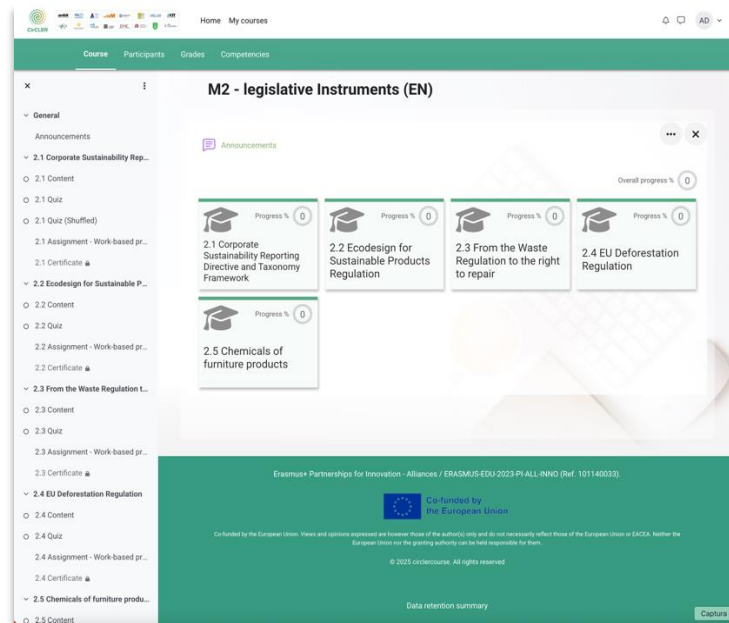 CirCLER
Home My courses
AD
Course Participants Grades Competencies
M2 - legislative Instruments (EN)
General
Announcements
2.1 Corporate Sustainability Rep...
2.1 Content
2.1 Quiz
2.1 Quiz (Shuffled)
2.1 Assignment - Work-based pr...
2.1 Certificate
2.2 Ecodesign for Sustainable P...
2.2 Content
2.2 Quiz
2.2 Assignment - Work-based pr...
2.2 Certificate
2.3 From the Waste Regulation t...
2.3 Content
2.3 Quiz
2.3 Assignment - Work-based pr...
2.3 Certificate
2.4 EU Deforestation Regulation
2.4 Content
2.4 Quiz
2.4 Assignment - Work-based pr...
2.4 Certificate
2.5 Chemicals of furniture produ...
2.5 Content
Announcements
Overall progress % 0
Progress % 0
2.1 Corporate
Sustainability Reporting
Directive and Taxonomy
Framework
Progress % 0
2.2 Ecodesign for
Sustainable Products
Regulation
Progress % 0
2.3 From the Waste
Regulation to the right
to repair
Progress % 0
2.4 EU Deforestation
Regulation
Progress % 0
2.5 Chemicals of
furniture products
Erasmus+ Partnerships for Innovation - Alliances / ERASMUS-EDU-2023-PI-ALL-INNO (Ref. 101140033).
Co-funded by
the European Union
Co-funded by the European Union. Views and opinions expressed are however those of the author(s) only and do not necessarily reflect those of the European Union or EACEA. Neither the
European Union nor the granting authority can be held responsible for them.
© 2025 circlercourse. All rights reserved
Data retention summary
Captura